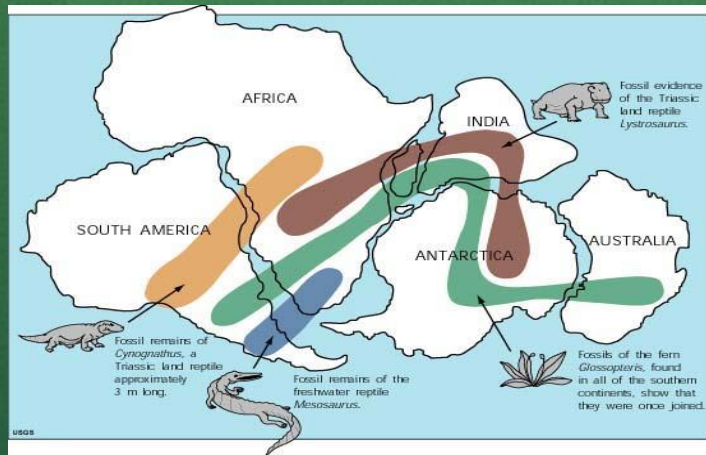 AFRICA
INDIA
Fossil evidence
of the Triassic
land reptile
Lystrosaurus.
SOUTH AMERICA
ANTARCTICA
AUSTRALIA
Fossil remains of
Cynognathus, a
Triassic land reptile
approximately
3 m long.
Fossil remains of the
freshwater reptile
Mesosaurus.
Fossils of the fern
Glossopteris, found
in all of the southern
continents, show that
they were once joined.
USGS